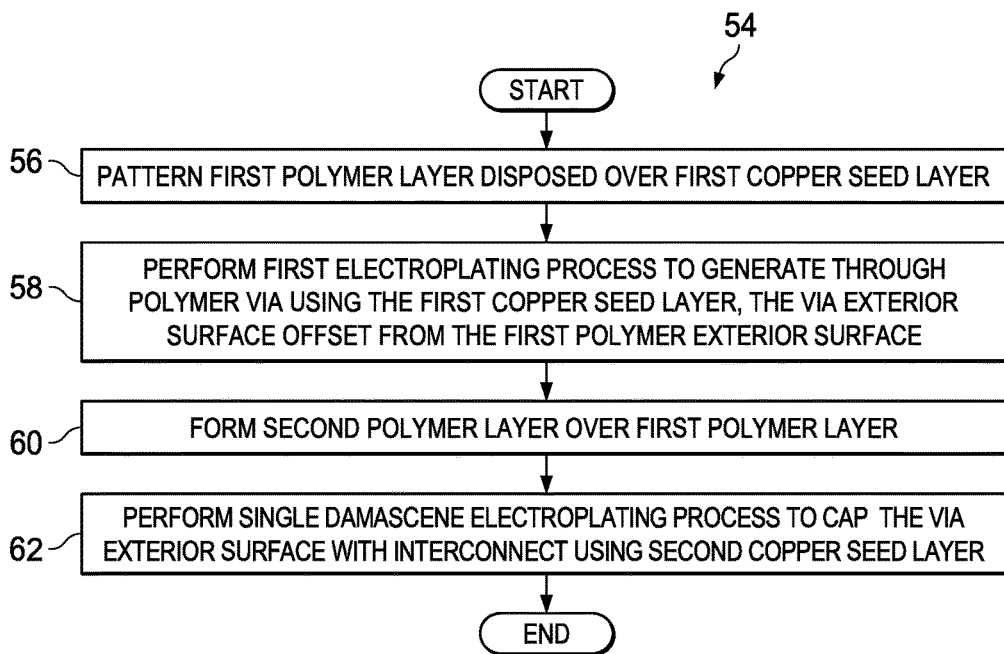 54
START
56
PATTERN FIRST POLYMER LAYER DISPOSED OVER FIRST COPPER SEED LAYER
58
PERFORM FIRST ELECTROPLATING PROCESS TO GENERATE THROUGH
POLYMER VIA USING THE FIRST COPPER SEED LAYER, THE VIA EXTERIOR
SURFACE OFFSET FROM THE FIRST POLYMER EXTERIOR SURFACE
60
FORM SECOND POLYMER LAYER OVER FIRST POLYMER LAYER
62
PERFORM SINGLE DAMASCENE ELECTROPLATING PROCESS TO CAP THE VIA
EXTERIOR SURFACE WITH INTERCONNECT USING SECOND COPPER SEED LAYER
END